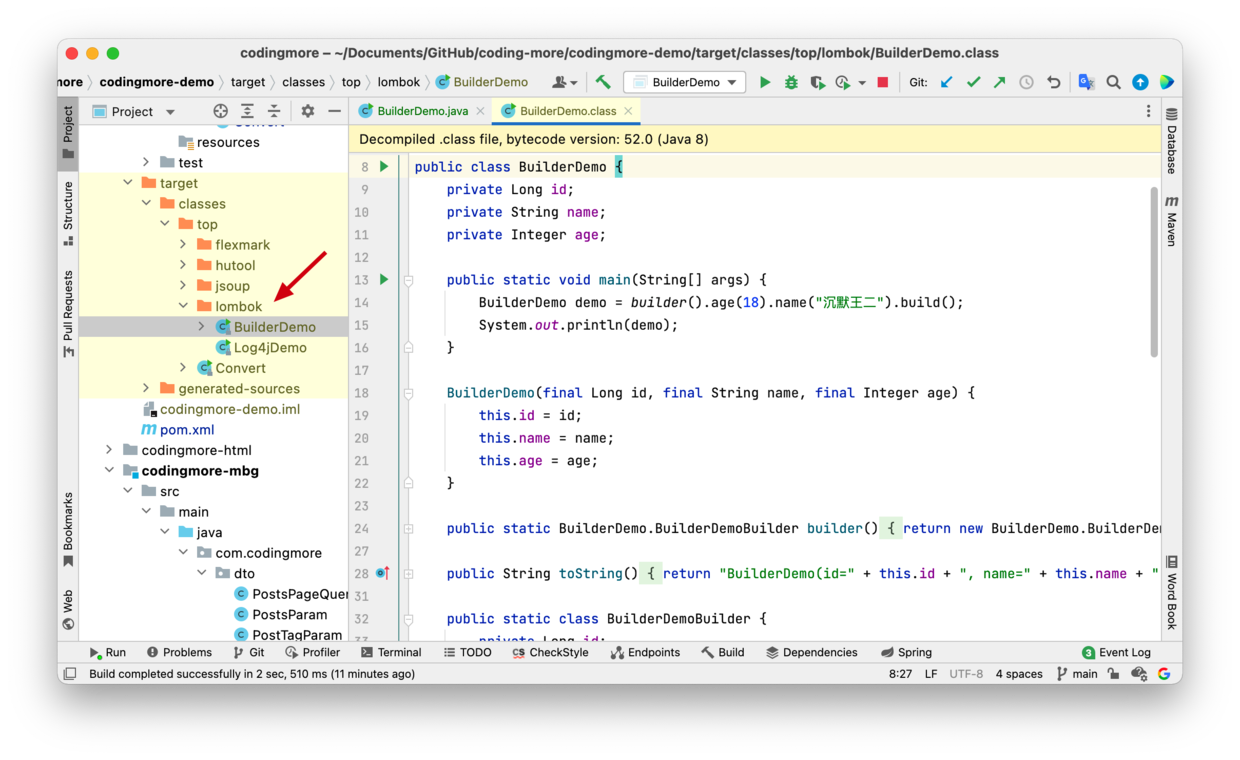 codingmore – ~/Documents/GitHub/coding-more/codingmore-demo/target/classes/top/lombok/BuilderDemo.class
more 〉 codingmore-demo 〉 target 〉 classes 〉 top 〉 lombok 〉 BuilderDemo
BuilderDemo
Git:
Project
BuilderDemo.java
BuilderDemo.class
Decompiled .class file, bytecode version: 52.0 (Java 8)
Project
Structure
Pull Requests
Bookmarks
Web
Convert
resources
test
target
classes
top
flexmark
hutool
jsoup
lombok
BuilderDemo
Log4jDemo
Convert
generated-sources
codingmore-demo.iml
pom.xml
codingmore-html
codingmore-mbg
src
main
java
com.codingmore
dto
PostsPageQuer
PostsParam
PostTagParam
8 public class BuilderDemo {
9 private Long id;
10 private String name;
11 private Integer age;
12
13 public static void main(String[] args) {
14 BuilderDemo demo = builder().age(18).name("沉默王二").build();
15 System.out.println(demo);
16 }
17
18 BuilderDemo(final Long id, final String name, final Integer age) {
19 this.id = id;
20 this.name = name;
21 this.age = age;
22 }
23
24 public static BuilderDemo.BuilderDemoBuilder builder() { return new BuilderDemo.BuilderDe
27
28 public String toString() { return "BuilderDemo(id=" + this.id + ", name=" + this.name + "
31
32 public static class BuilderDemoBuilder {
33 private Long id;
Database
Maven
Word Book
Run Problems Git Profiler Terminal TODO CheckStyle Endpoints Build Dependencies Spring 3 Event Log
Build completed successfully in 2 sec, 510 ms (11 minutes ago) 8:27 LF UTF-8 4 spaces main